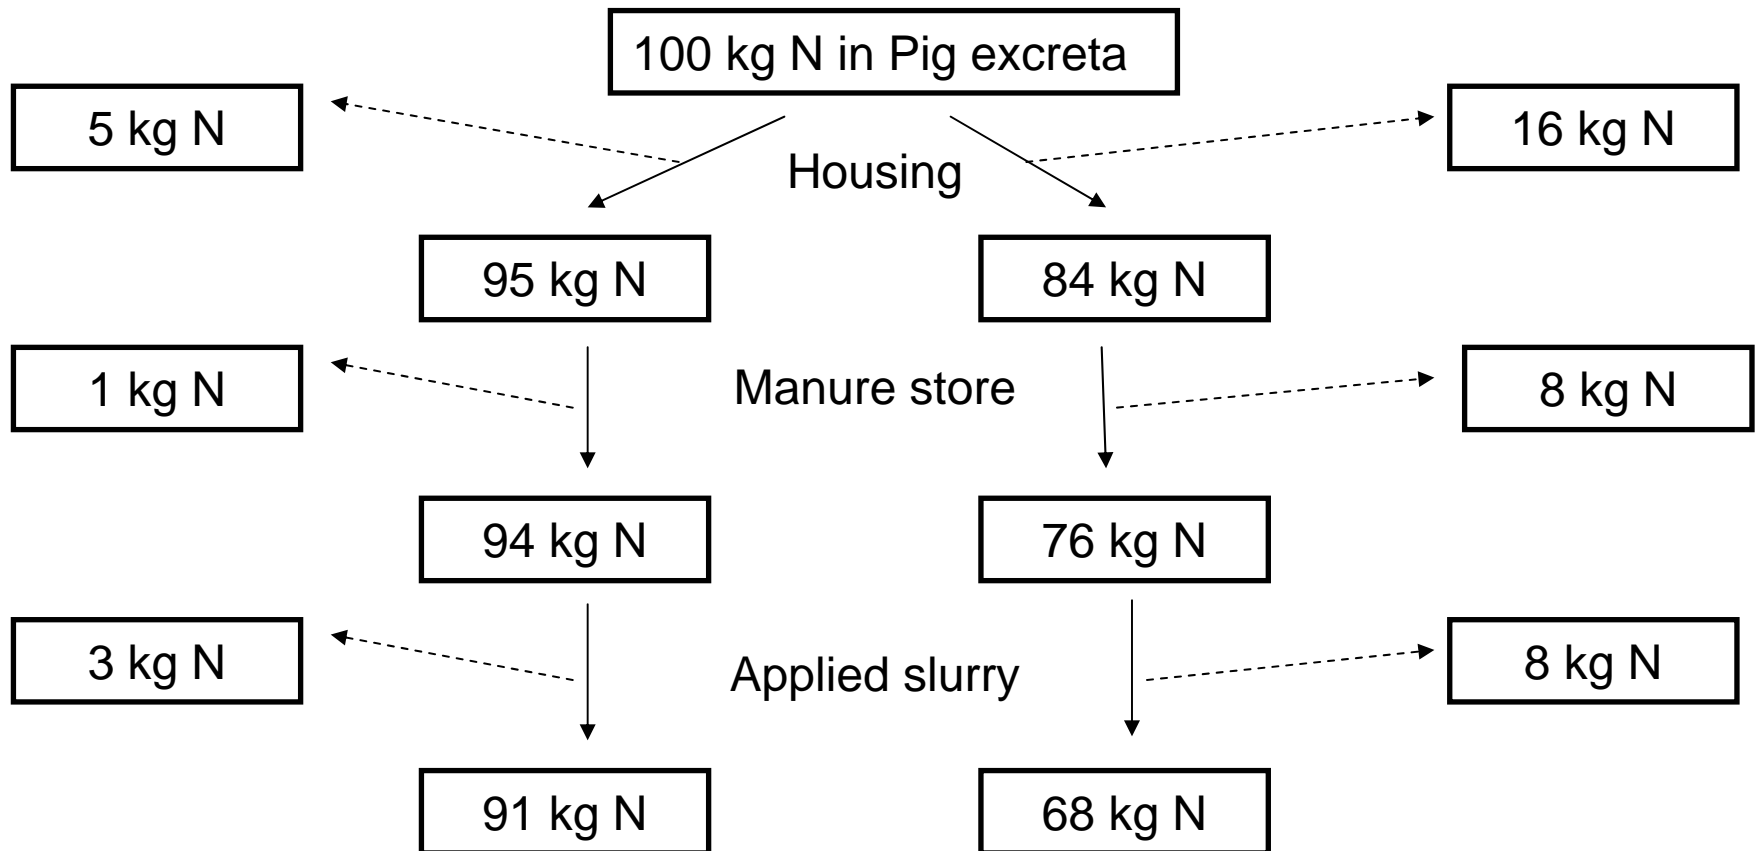 100 kg N in Pig excreta
5 kg N
16 kg N
Housing
95 kg N
84 kg N
1 kg N
Manure store
8 kg N
94 kg N
76 kg N
3 kg N
Applied slurry
8 kg N
91 kg N
68 kg N